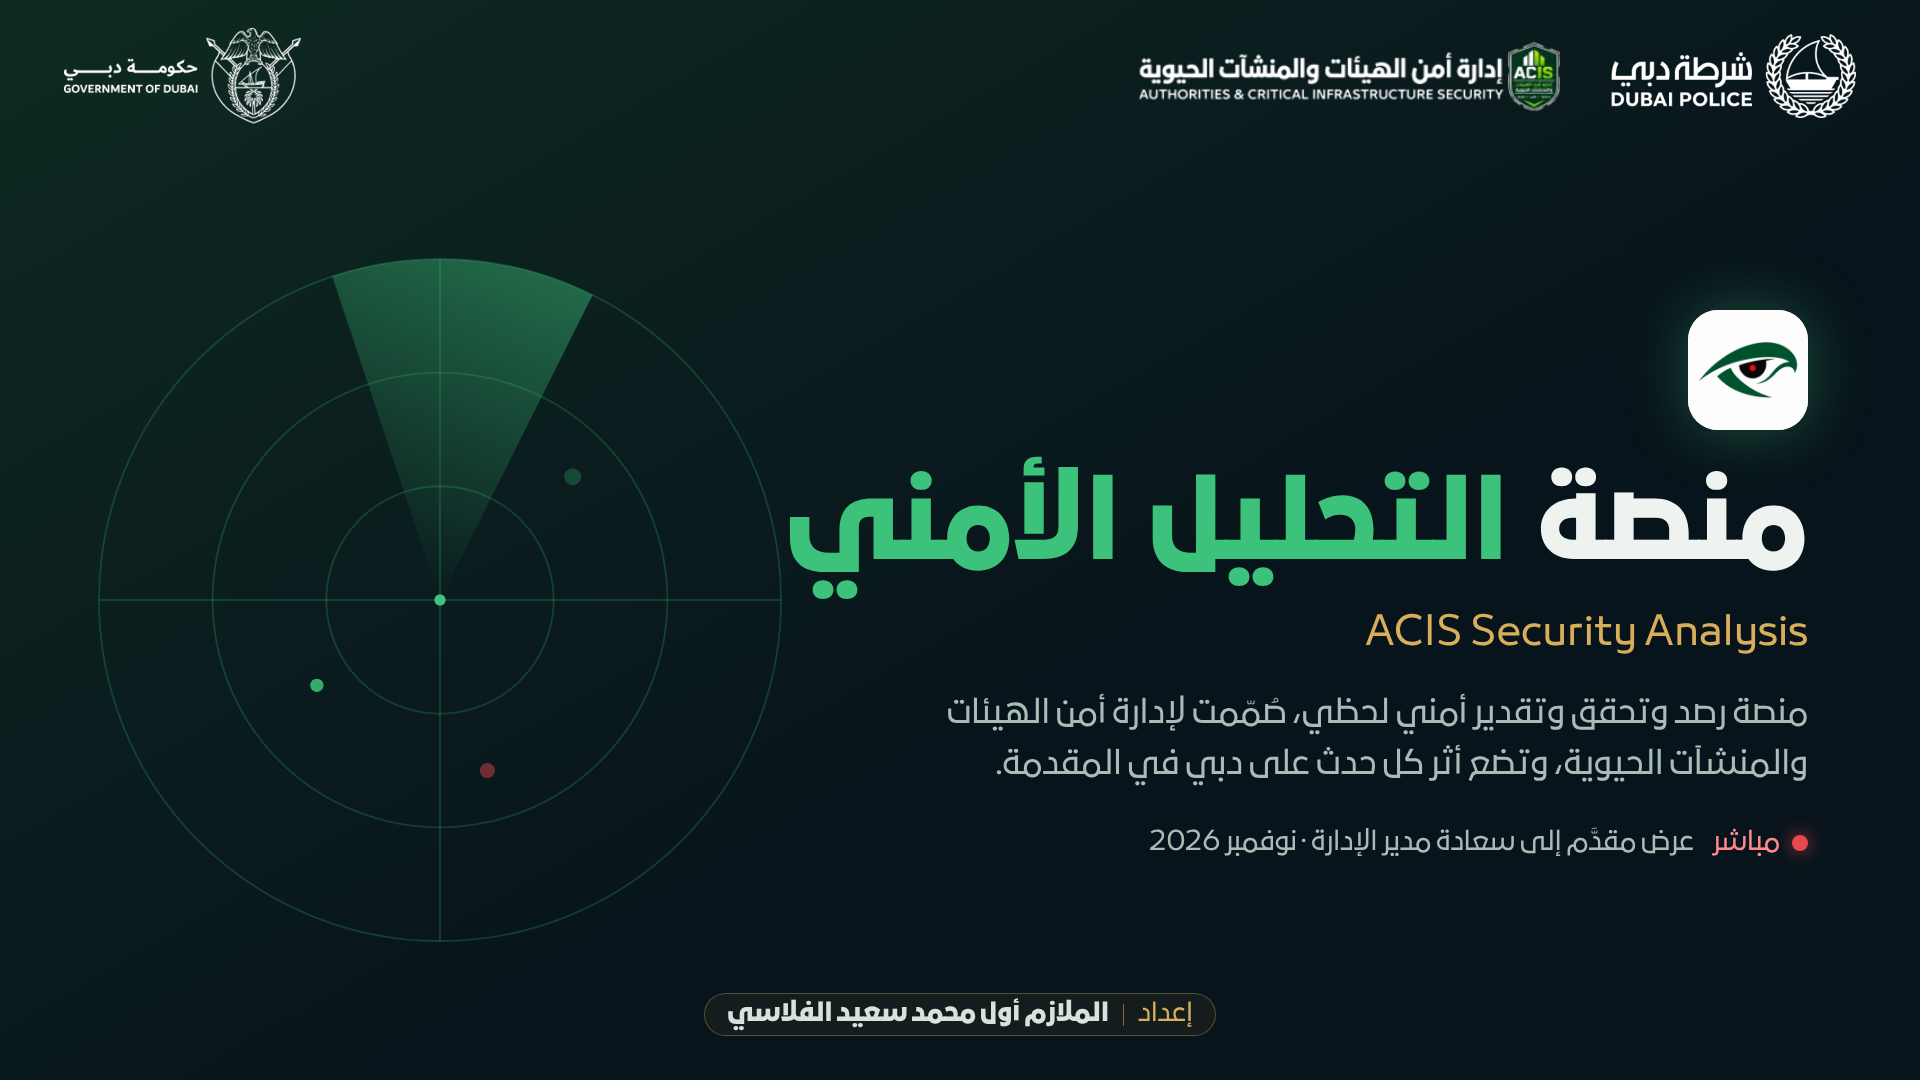 شرطة دبي
DUBAI POLICE
إدارة أمن الهيئات والمنشآت الحيوية
AUTHORITIES & CRITICAL INFRASTRUCTURE SECURITY
ACIS
حكومـــة دبـــي
GOVERNMENT OF DUBAI
منصة التحليل الأمني
ACIS Security Analysis
منصة رصد وتحقق وتقدير أمني لحظي، صُمّمت لإدارة أمن الهيئات
والمنشآت الحيوية، وتضع أثر كل حدث على دبي في المقدمة.
مباشر عرض مقدَّم إلى سعادة مدير الإدارة · نوفمبر 2026
إعداد | الملازم أول محمد سعيد الفلاسي